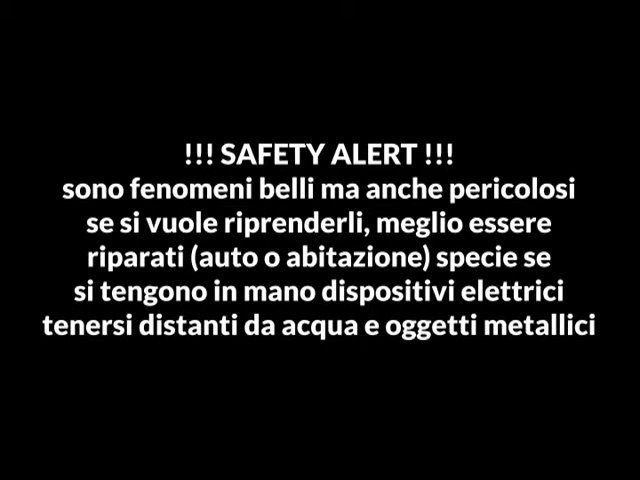 !!! SAFETY ALERT !!!
sono fenomeni belli ma anche pericolosi
se si vuole riprenderli, meglio essere
riparati (auto o abitazione) specie se
si tengono in mano dispositivi elettrici
tenersi distanti da acqua e oggetti metallici